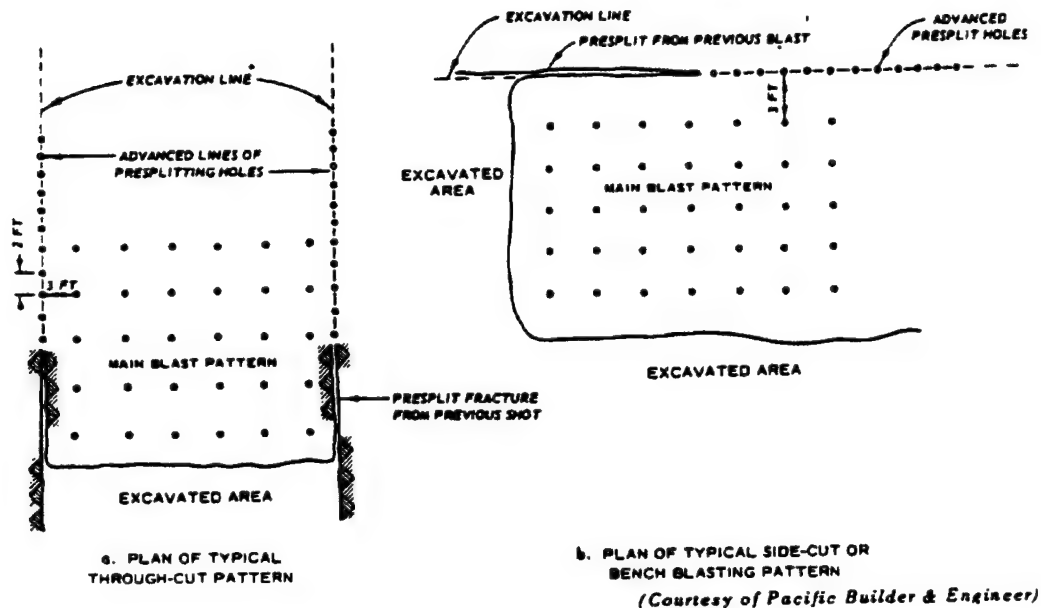 EXCAVATION LINE
ADVANCED LINES OF
PRESPLITTING HOLES
2 FT
3 FT
MAIN BLAST PATTERN
PRESPLIT FRACTURE
FROM PREVIOUS SHOT
EXCAVATED AREA
a. PLAN OF TYPICAL
THROUGH-CUT PATTERN
EXCAVATION LINE
PRESPLIT FROM PREVIOUS BLAST
ADVANCED
PRESPLIT HOLES
3 FT
EXCAVATED
AREA
MAIN BLAST PATTERN
EXCAVATED AREA
b. PLAN OF TYPICAL SIDE-CUT OR
BENCH BLASTING PATTERN
(Courtesy of Pacific Builder & Engineer)